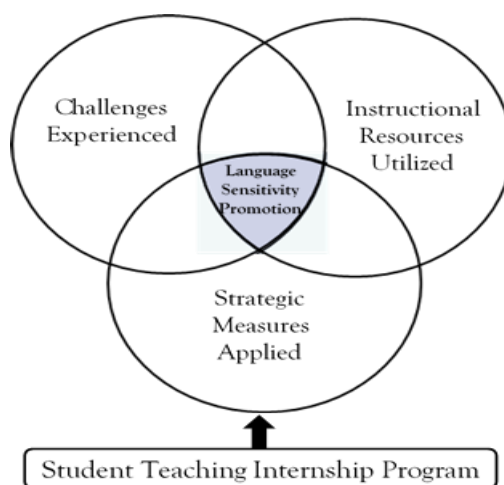 Challenges
Experienced
Instructional
Resources
Utilized
Language
Sensitivity
Promotion
Strategic
Measures
Applied
Student Teaching Internship Program